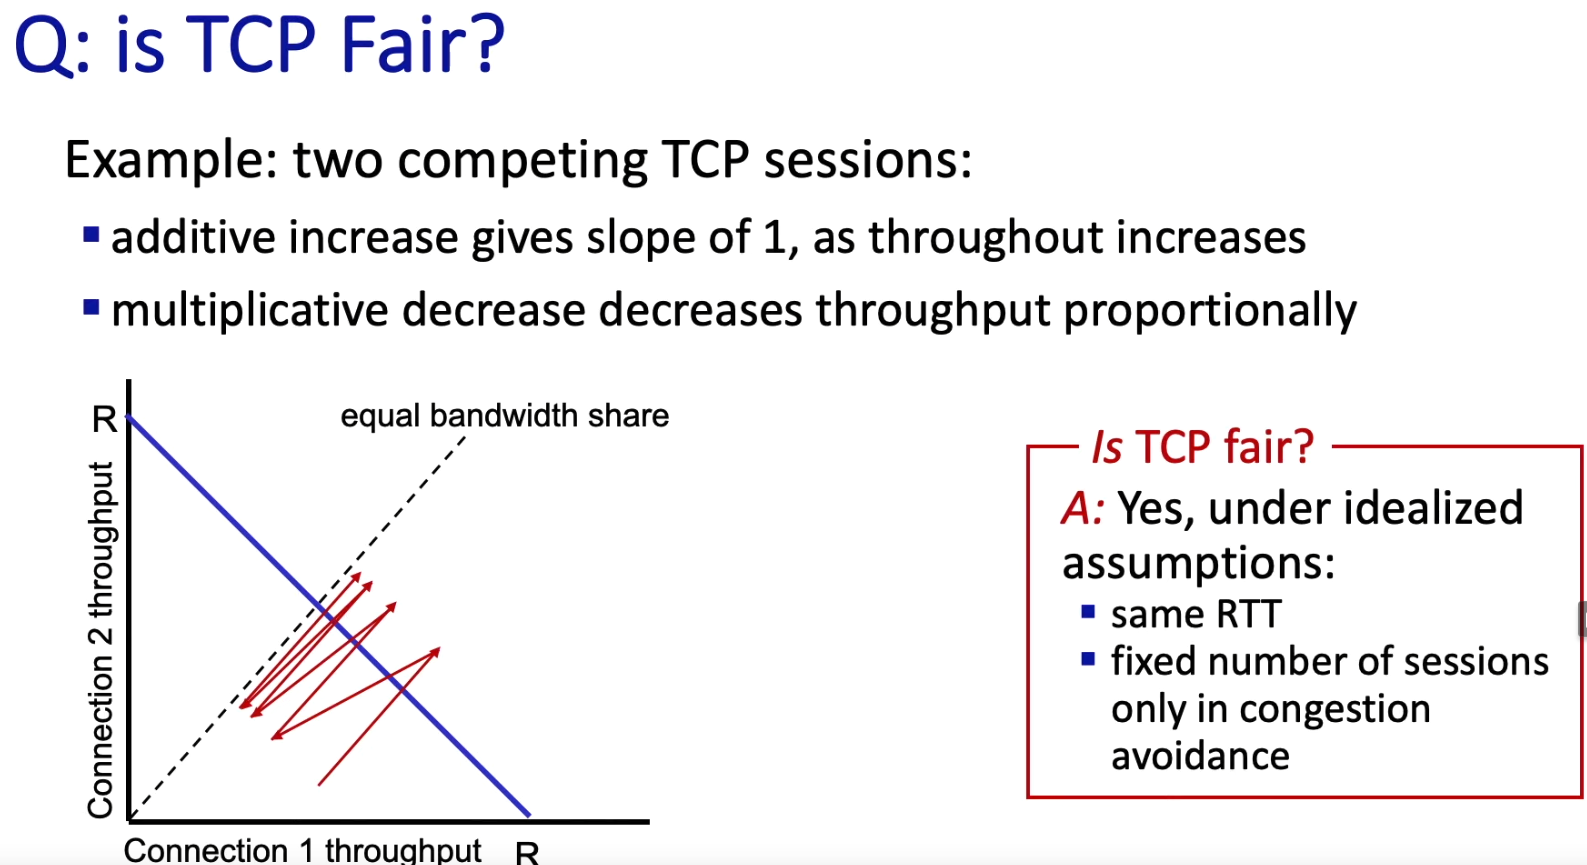 Q: is TCP Fair?
Example: two competing TCP sessions:
additive increase gives slope of 1, as throughout increases
multiplicative decrease decreases throughput proportionally
R
equal bandwidth share
Connection 2 throughput
Connection 1 throughput
R
Is TCP fair?
A: Yes, under idealized
assumptions:
same RTT
fixed number of sessions
only in congestion
avoidance